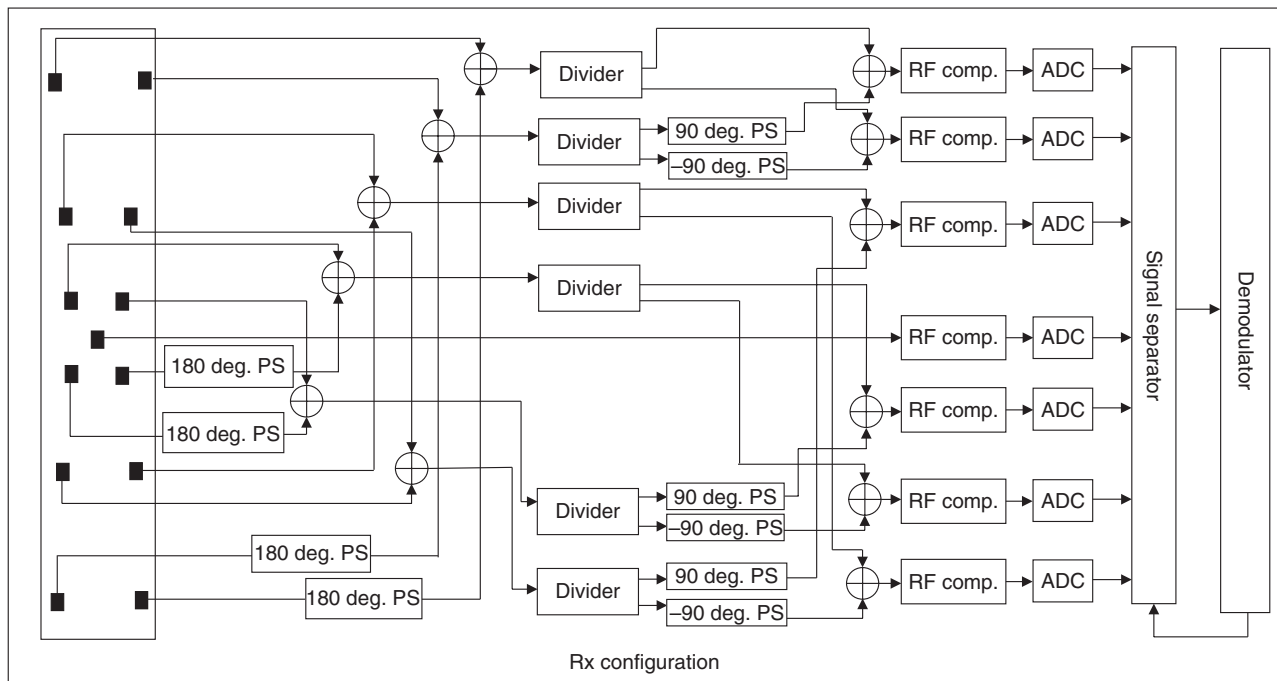 Divider
RF comp.
ADC
90 deg. PS
Divider
–90 deg. PS
RF comp.
ADC
Divider
RF comp.
ADC
Divider
RF comp.
ADC
180 deg. PS
180 deg. PS
RF comp.
ADC
Divider
90 deg. PS
–90 deg. PS
RF comp.
ADC
180 deg. PS
180 deg. PS
Divider
90 deg. PS
–90 deg. PS
RF comp.
ADC
Signal separator
Demodulator
Rx configuration